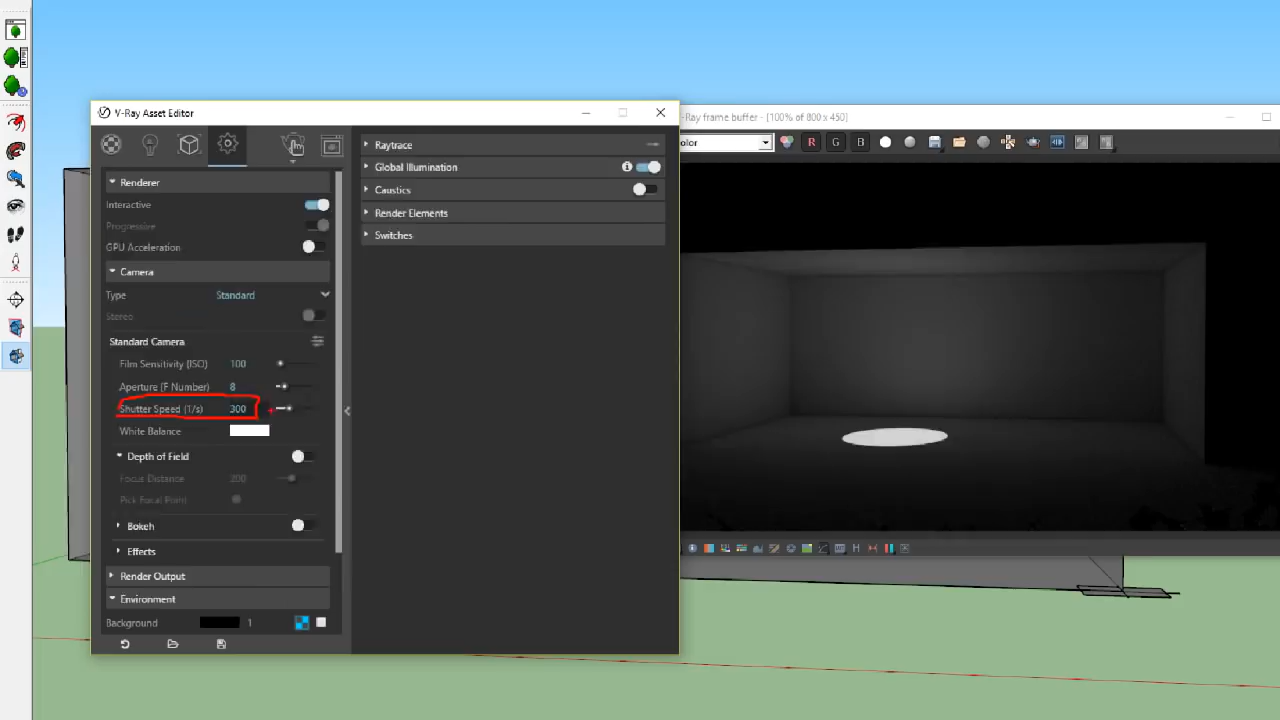 V-Ray Asset Editor
-Ray frame buffer - [100% of 800 x 450]
olor
R G B
Renderer
Interactive
Progressive
GPU Acceleration
Camera
Type Standard
Stereo
Standard Camera
Film Sensitivity (ISO) 100
Aperture (F Number) 8
Shutter Speed (1/s) 300
White Balance
Depth of Field
Focus Distance 200
Pick Focal Point
Bokeh
Effects
Render Output
Environment
Background 1
Raytrace
Global Illumination
Caustics
Render Elements
Switches
H